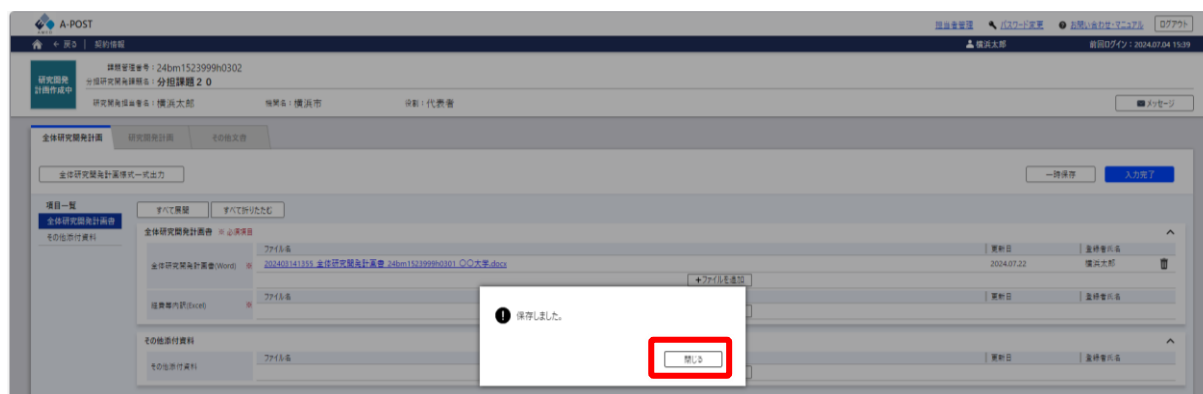 A-POST
担当者管理 パスワード変更 お問い合わせ・マニュアル ログアウト
← 戻る | 契約情報 横浜太郎 前回ログイン：2024.07.04 15:39
研究開発
計画作成中
課題管理番号：24bm1523999h0302
分担研究開発課題名：分担課題２０
研究開発担当者名：横浜太郎 機関名：横浜市 役割：代表者
メッセージ
全体研究開発計画 研究開発計画 その他文書
全体研究開発計画様式一式出力 一時保存 入力完了
項目一覧
全体研究開発計画書
その他添付資料
すべて展開 すべて折りたたむ
全体研究開発計画書 ※ 必須項目
ファイル名 更新日 登録者氏名
全体研究開発計画書(Word) ※ 202403141355_全体研究開発計画書_24bm1523999h0301_〇〇大学.docx 2024.07.22 横浜太郎
+ファイルを追加
ファイル名 更新日 登録者氏名
経費等内訳(Excel) ※
その他添付資料
ファイル名 更新日 登録者氏名
その他添付資料
保存しました。
閉じる